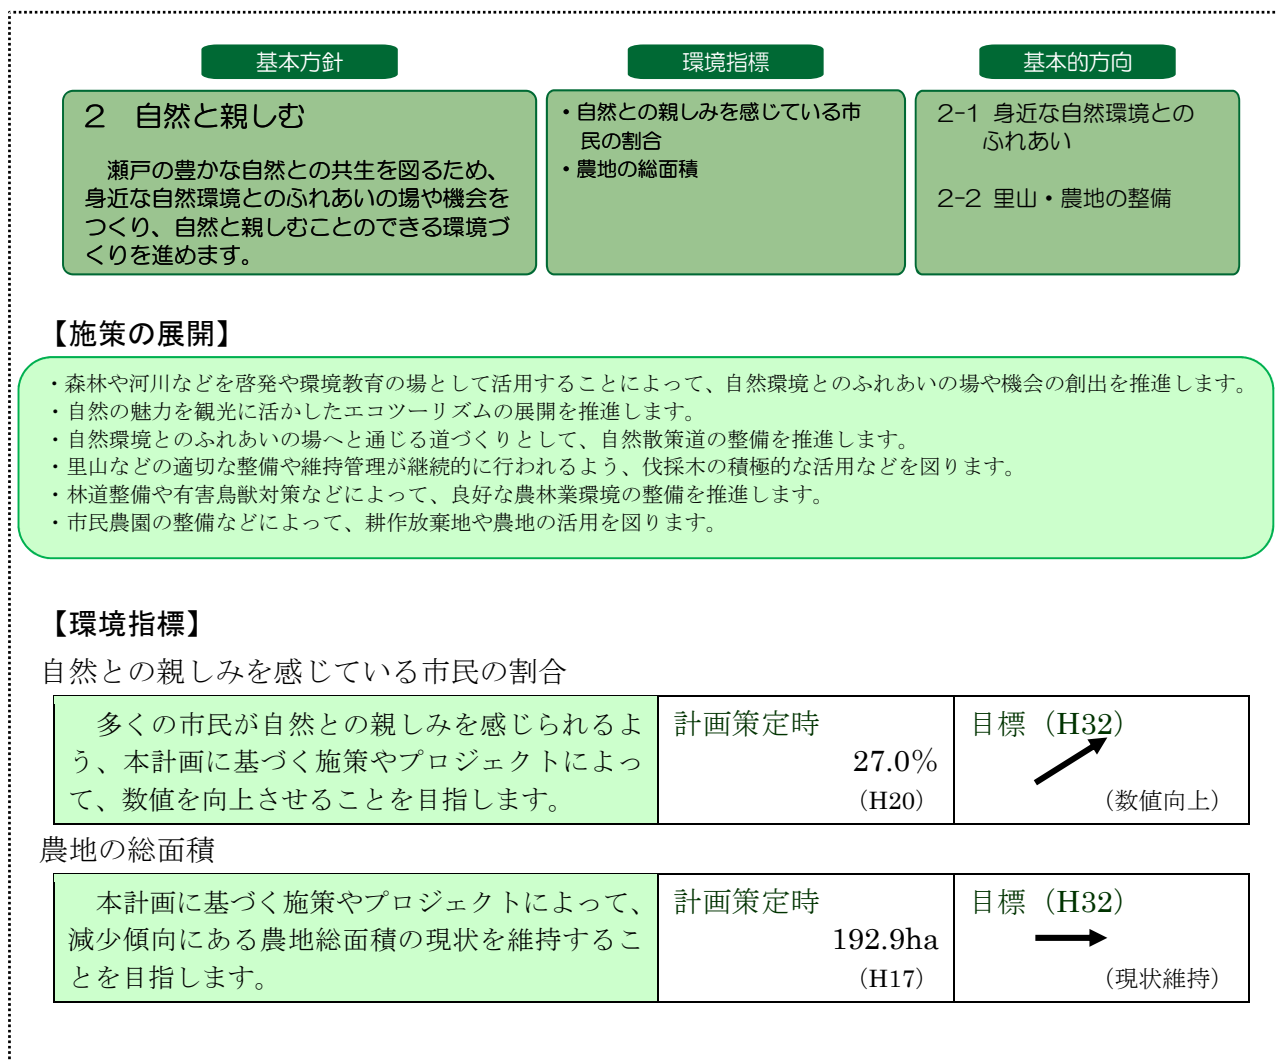 基本方針
環境指標
基本的方向
2　自然と親しむ
瀬戸の豊かな自然との共生を図るため、
身近な自然環境とのふれあいの場や機会を
つくり、自然と親しむことのできる環境づ
くりを進めます。
・自然との親しみを感じている市
民の割合
・農地の総面積
2-1 身近な自然環境との
ふれあい
2-2 里山・農地の整備
【施策の展開】
・森林や河川などを啓発や環境教育の場として活用することによって、自然環境とのふれあいの場や機会の創出を推進します。
・自然の魅力を観光に活かしたエコツーリズムの展開を推進します。
・自然環境とのふれあいの場へと通じる道づくりとして、自然散策道の整備を推進します。
・里山などの適切な整備や維持管理が継続的に行われるよう、伐採木の積極的な活用などを図ります。
・林道整備や有害鳥獣対策などによって、良好な農林業環境の整備を推進します。
・市民農園の整備などによって、耕作放棄地や農地の活用を図ります。
【環境指標】
自然との親しみを感じている市民の割合
多くの市民が自然との親しみを感じられるよ
う、本計画に基づく施策やプロジェクトによっ
て、数値を向上させることを目指します。
計画策定時
27.0%
（H20）
目標（H32）
（数値向上）
農地の総面積
本計画に基づく施策やプロジェクトによって、
減少傾向にある農地総面積の現状を維持するこ
とを目指します。
計画策定時
192.9ha
（H17）
目標（H32）
（現状維持）